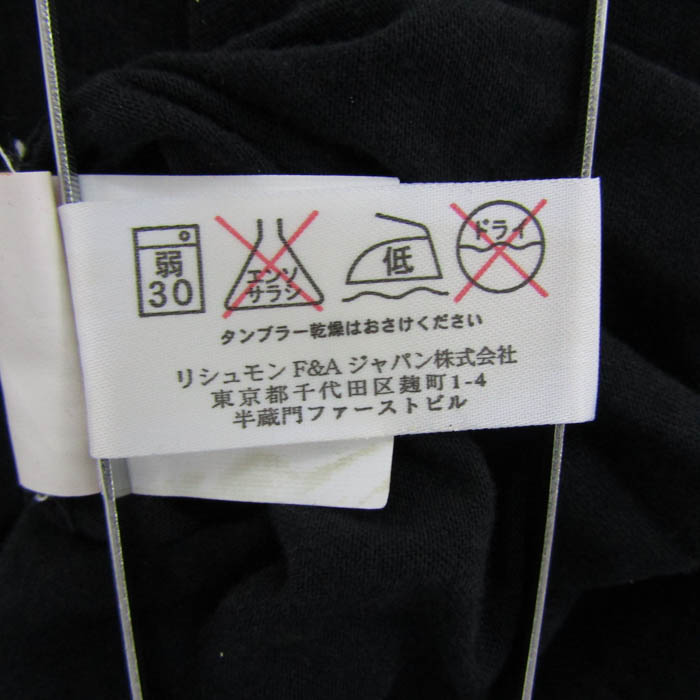 弱
30
エンソ
サラシ
低
ドライ
タンブラー乾燥はおさけください
リシュモン F&A ジャパン株式会社
東京都千代田区麹町1-4
半蔵門ファーストビル